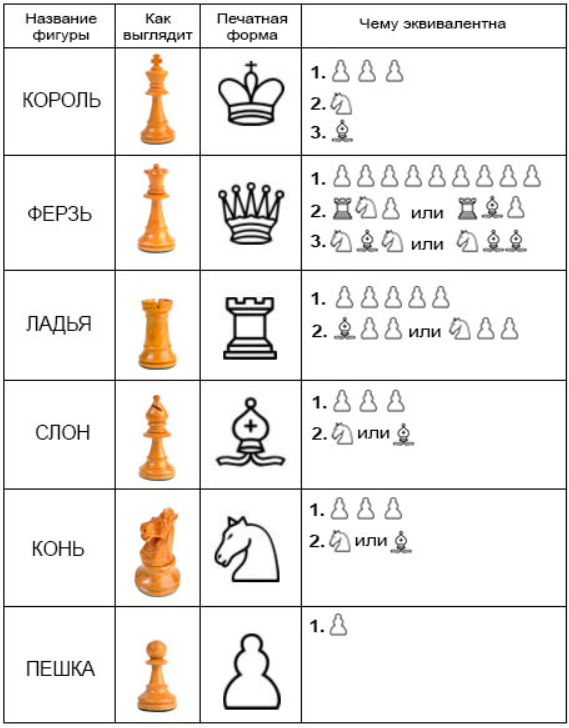 Название фигуры
Как выглядит
Печатная форма
Чему эквивалентна
КОРОЛЬ
1.
2.
3.
ФЕРЗЬ
1.
2. или
3. или
ЛАДЬЯ
1.
2. или
СЛОН
1.
2. или
КОНЬ
1.
2. или
ПЕШКА
1.